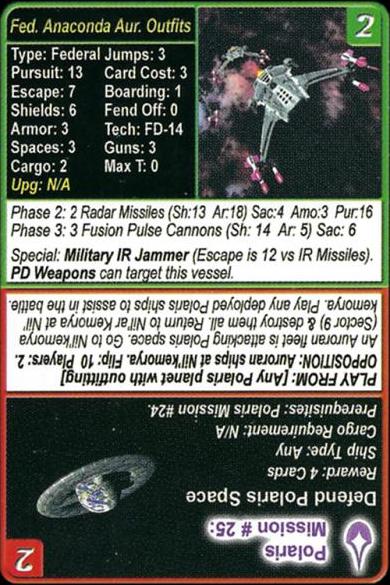 Fed. Anaconda Aur. Outfits
2
Type: Federal Jumps: 3
Pursuit: 13 Card Cost: 3
Escape: 7 Boarding: 1
Shields: 6 Fend Off: 0
Armor: 3 Tech: FD-14
Spaces: 3 Guns: 3
Cargo: 2 Max T: 0
Upg: N/A
Phase 2: 2 Radar Missiles (Sh:13 Ar:18) Sac:4 Amo:3 Pur:16
Phase 3: 3 Fusion Pulse Cannons (Sh: 14 Ar: 5) Sac: 6
Special: Military IR Jammer (Escape is 12 vs IR Missiles).
PD Weapons can target this vessel.
2
Polaris
Mission # 25:
Defend Polaris Space
Reward: 4 Cards
Ship Type: Any
Cargo Requirement: N/A
Prerequisites: Polaris Mission #24.
PLAY FROM: [Any Polaris planet with outfitting]
OPPOSITION: Auroran ships at Nil'kemorya. Flip: 10 Players: 2.
An Auroran fleet is attacking Polaris space. Go to Nil'kemorya
(Sector 9) & destroy them all. Return to Nil'ar Kemorya at Nil'
kemorya. Play any deployed Polaris ships to assist in the battle.